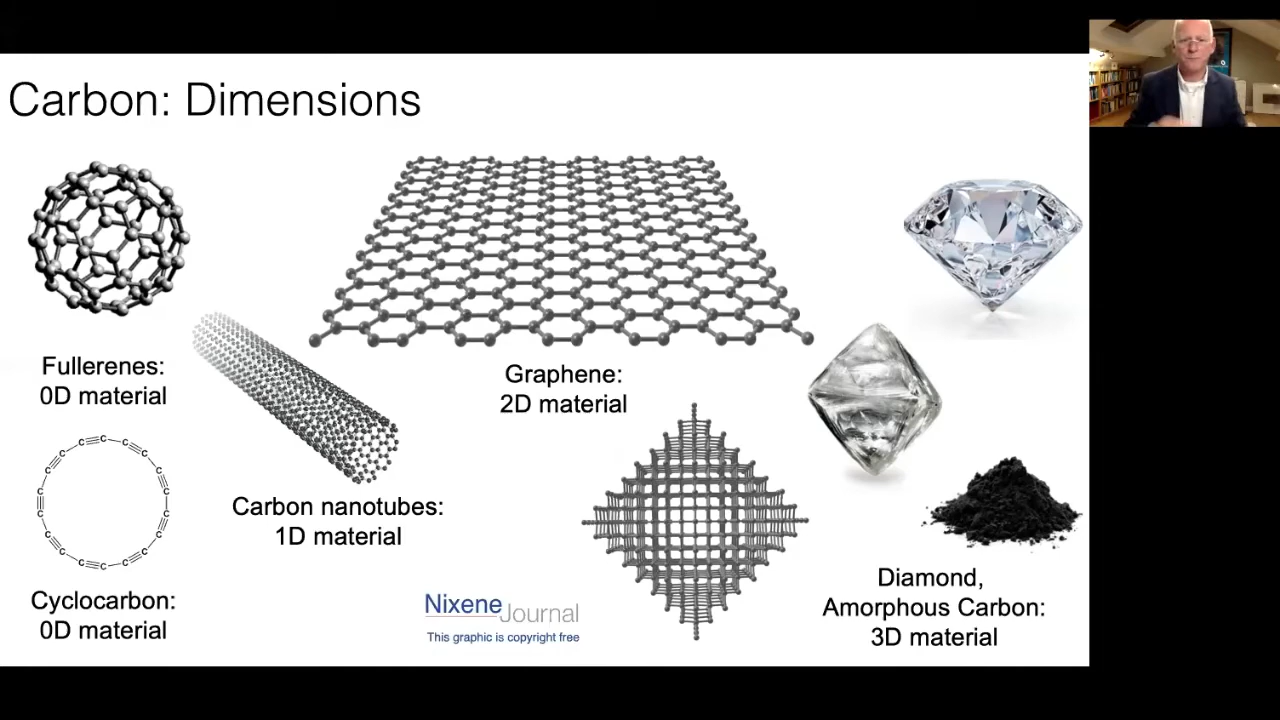 Carbon: Dimensions
Fullerenes:
0D material
Graphene:
2D material
Carbon nanotubes:
1D material
Cyclocarbon:
0D material
Diamond,
Amorphous Carbon:
3D material
Nixene Journal
This graphic is copyright free
C≡C C≡C C≡C C≡C C≡C C≡C C≡C C≡C C≡C